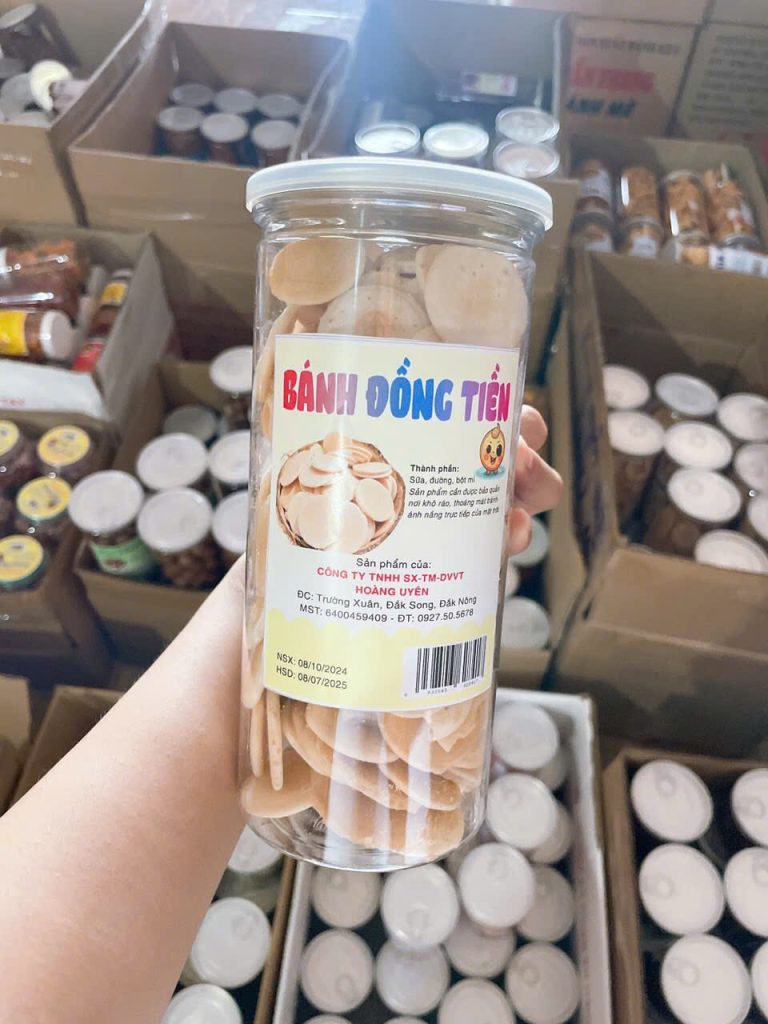 BÁNH ĐỒNG TIỀN
Thành phần:
Sữa, đường, bột mì
Sản phẩm cần được bảo quản
nơi khô ráo, thoáng mát tránh
ánh nắng trực tiếp của mặt trời
Sản phẩm của:
CÔNG TY TNHH SX-TM-DVVT
HOÀNG UYÊN
ĐC: Trường Xuân, Đắk Song, Đắk Nông
MST: 6400459409 - ĐT: 0927.50.5678
NSX: 08/10/2024
HSD: 08/07/2025